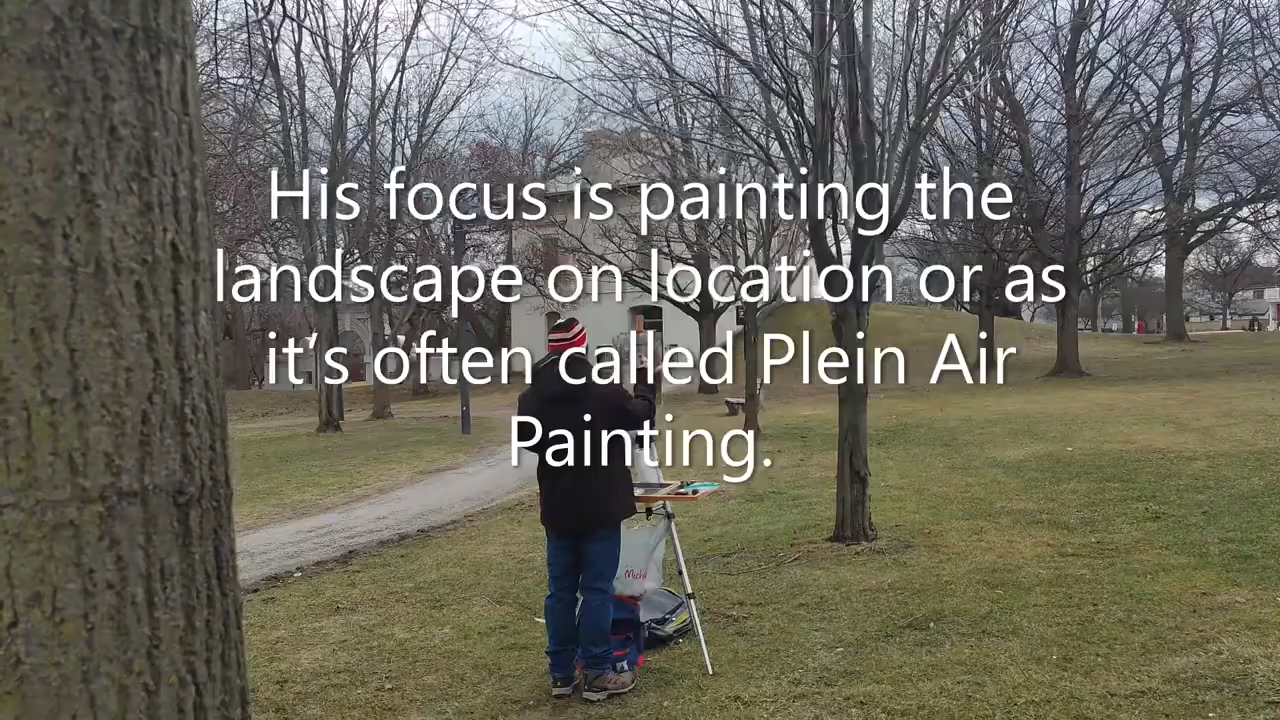 His focus is painting the
landscape on location or as
it’s often called Plein Air
Painting.